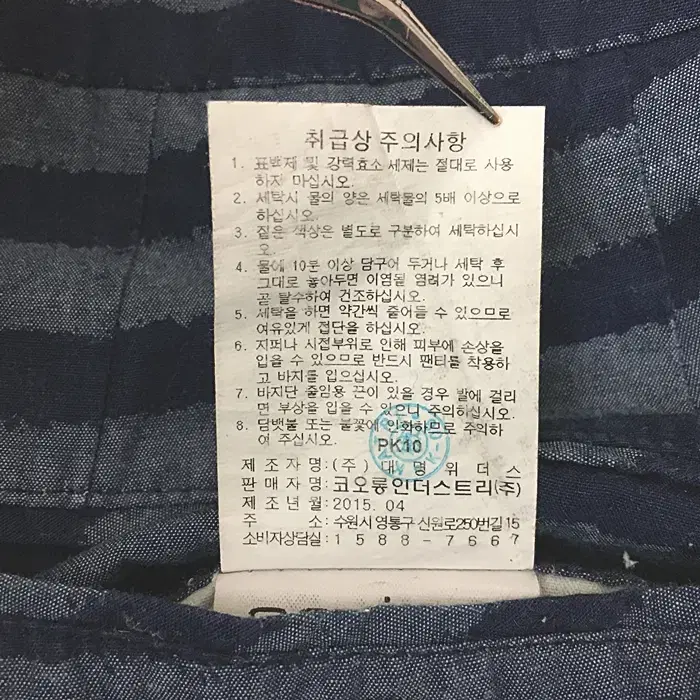 취급상 주의사항
1. 표백제 및 강력효소 세제는 절대로 사용
하지 마십시오.
2. 세탁시 물의 양은 세탁물의 5배 이상으로
하십시오.
3. 짙은 색상은 별도로 구분하여 세탁하십시
오.
4. 물에 10분 이상 담구어 두거나 세탁 후
그대로 놓아두면 이염될 염려가 있으니
곧 탈수하여 건조하십시오.
5. 세탁을 하면 약간씩 줄어들 수 있으므로
여유있게 접단을 하십시오.
6. 지퍼나 시접부위로 인해 피부에 손상을
입을 수 있으므로 반드시 팬티를 착용하
고 바지를 입으십시오.
7. 바지단 줄임용 끈이 있을 경우 발에 걸리
면 부상을 입을 수 있으니 주의하십시오.
8. 담뱃불 또는 불꽃에 인화하므로 주의하
여 주십시오.
PK10
제 조 자 명 : (주) 대 명 위 더 스
판 매 자 명 : 코오롱인더스트리(주)
제 조 년 월 : 2015. 04
주 소 : 수원시 영통구 신원로250번길 15
소비자상담실 : 1 5 8 8 - 7 6 6 7